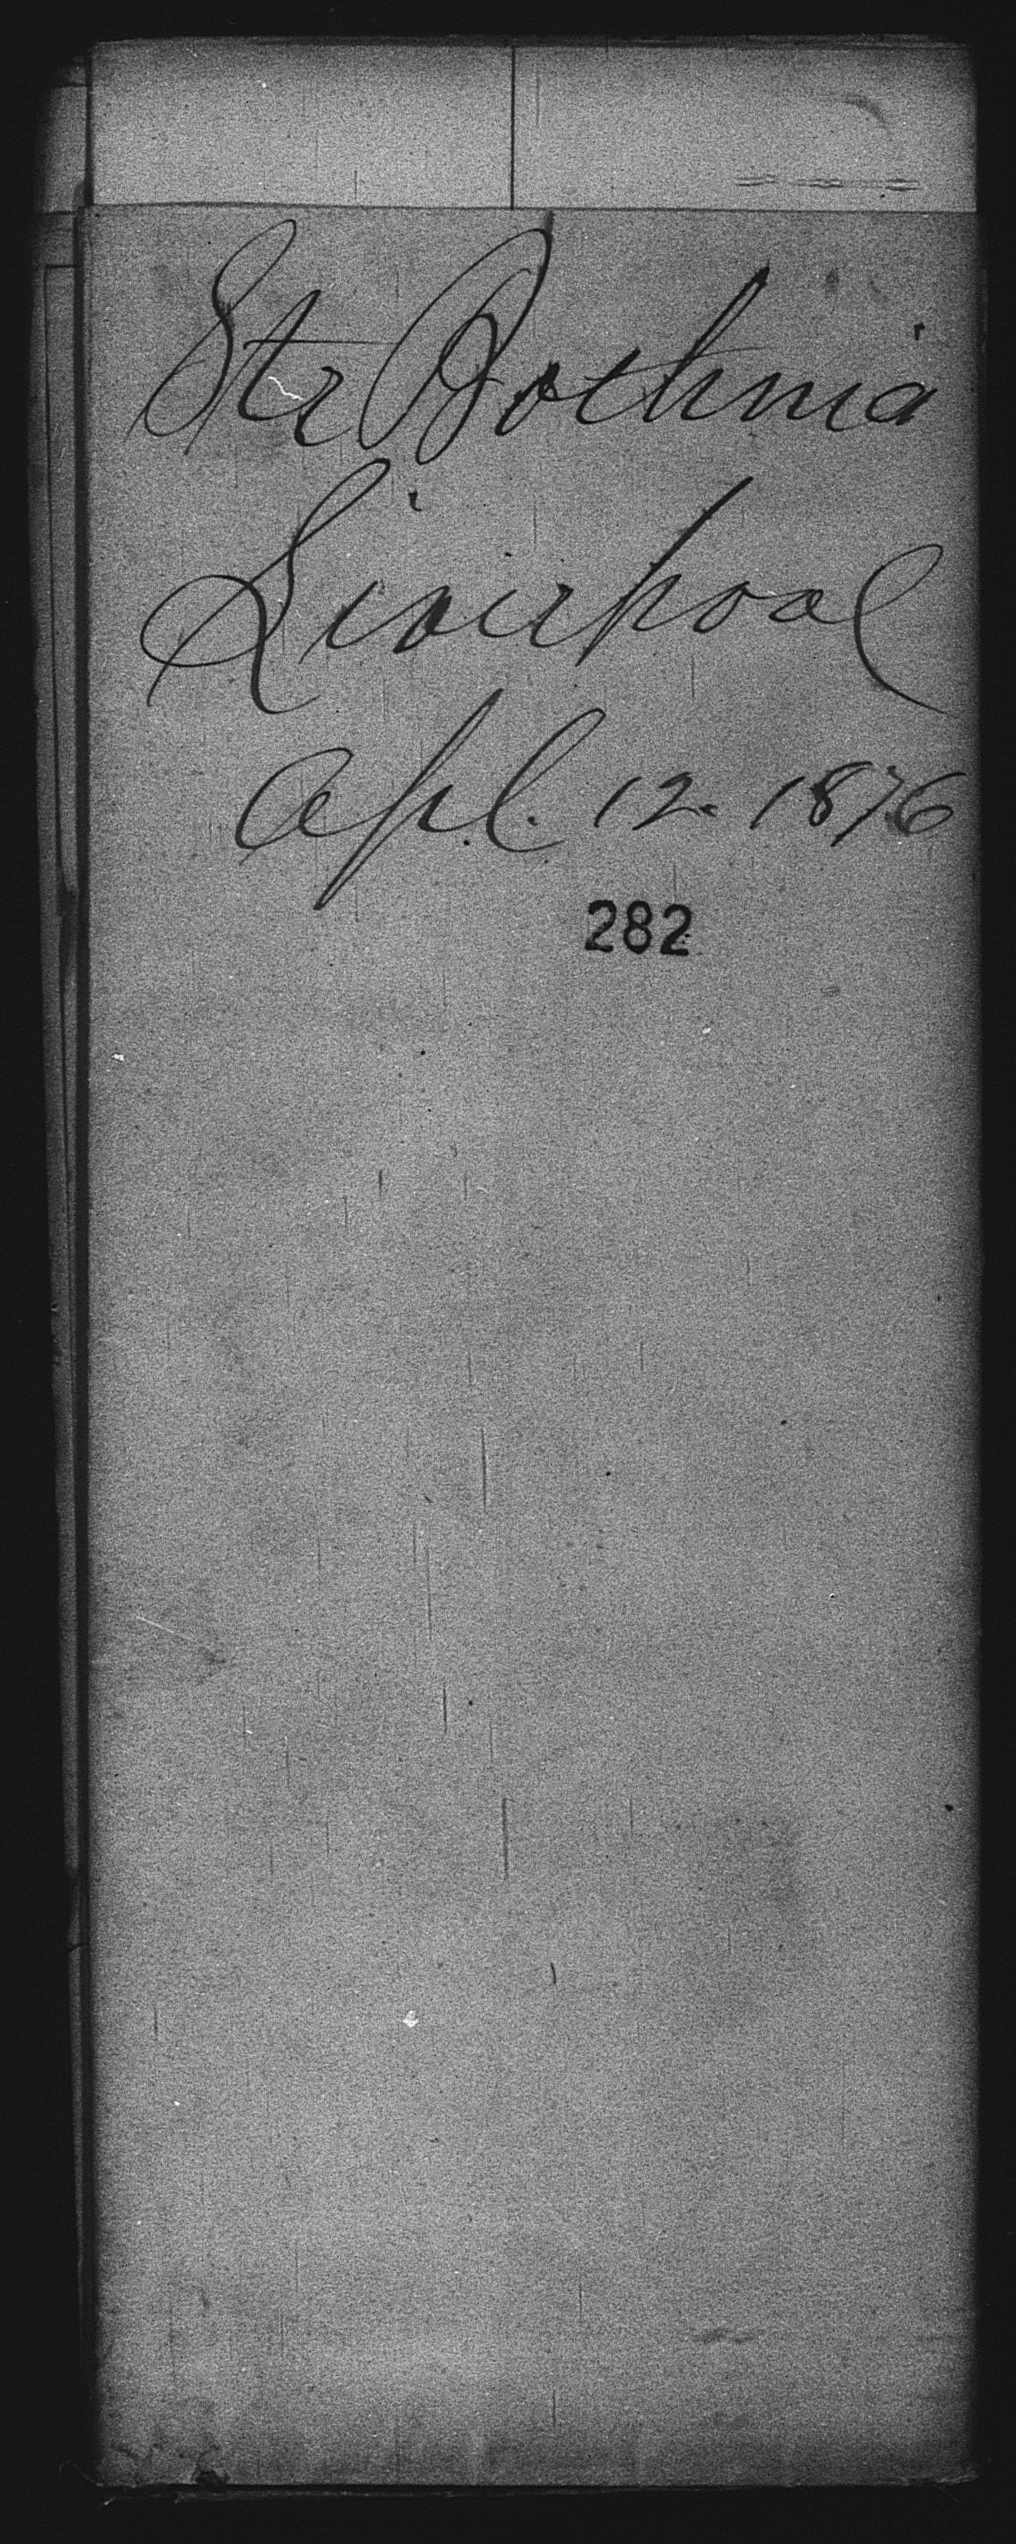 Str Bothnia
Liverpool
Apl. 12. 1876
282